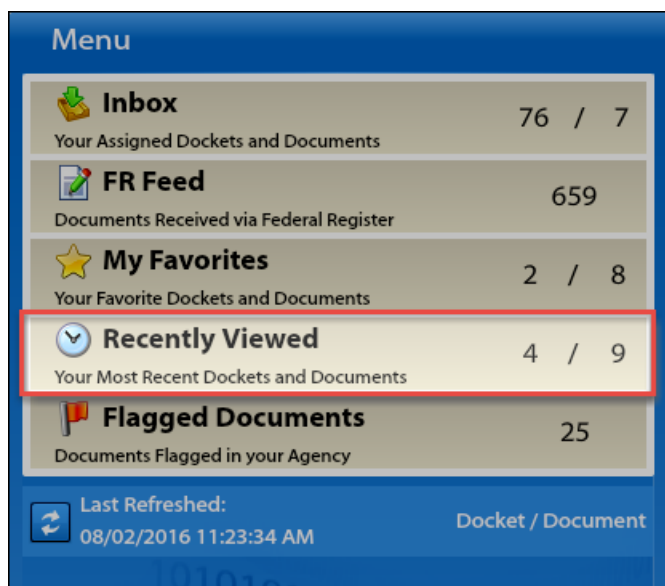 Menu
Inbox 76 / 7
Your Assigned Dockets and Documents
FR Feed 659
Documents Received via Federal Register
My Favorites 2 / 8
Your Favorite Dockets and Documents
Recently Viewed 4 / 9
Your Most Recent Dockets and Documents
Flagged Documents 25
Documents Flagged in your Agency
Last Refreshed:
08/02/2016 11:23:34 AM Docket / Document